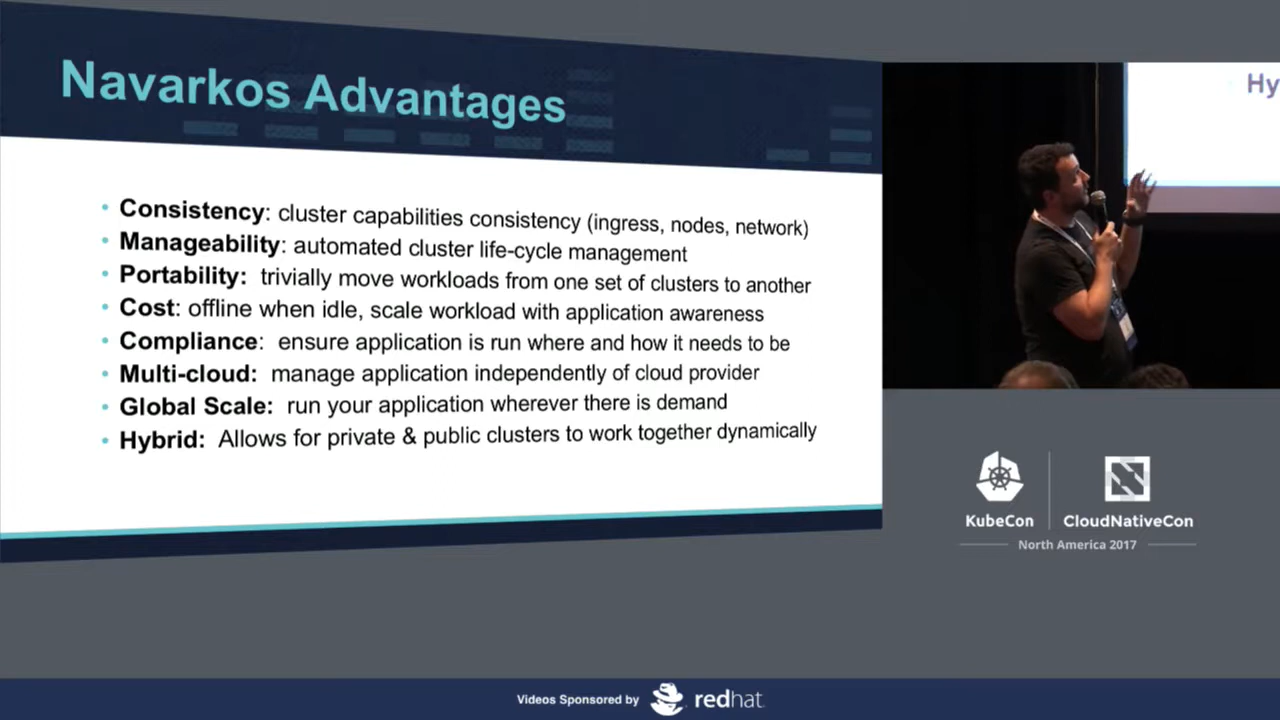 Navarkos Advantages
• Consistency: cluster capabilities consistency (ingress, nodes, network)
• Manageability: automated cluster life-cycle management
• Portability: trivially move workloads from one set of clusters to another
• Cost: offline when idle, scale workload with application awareness
• Compliance: ensure application is run where and how it needs to be
• Multi-cloud: manage application independently of cloud provider
• Global Scale: run your application wherever there is demand
• Hybrid: Allows for private & public clusters to work together dynamically
Hy
KubeCon
CloudNativeCon
North America 2017
Videos Sponsored by redhat